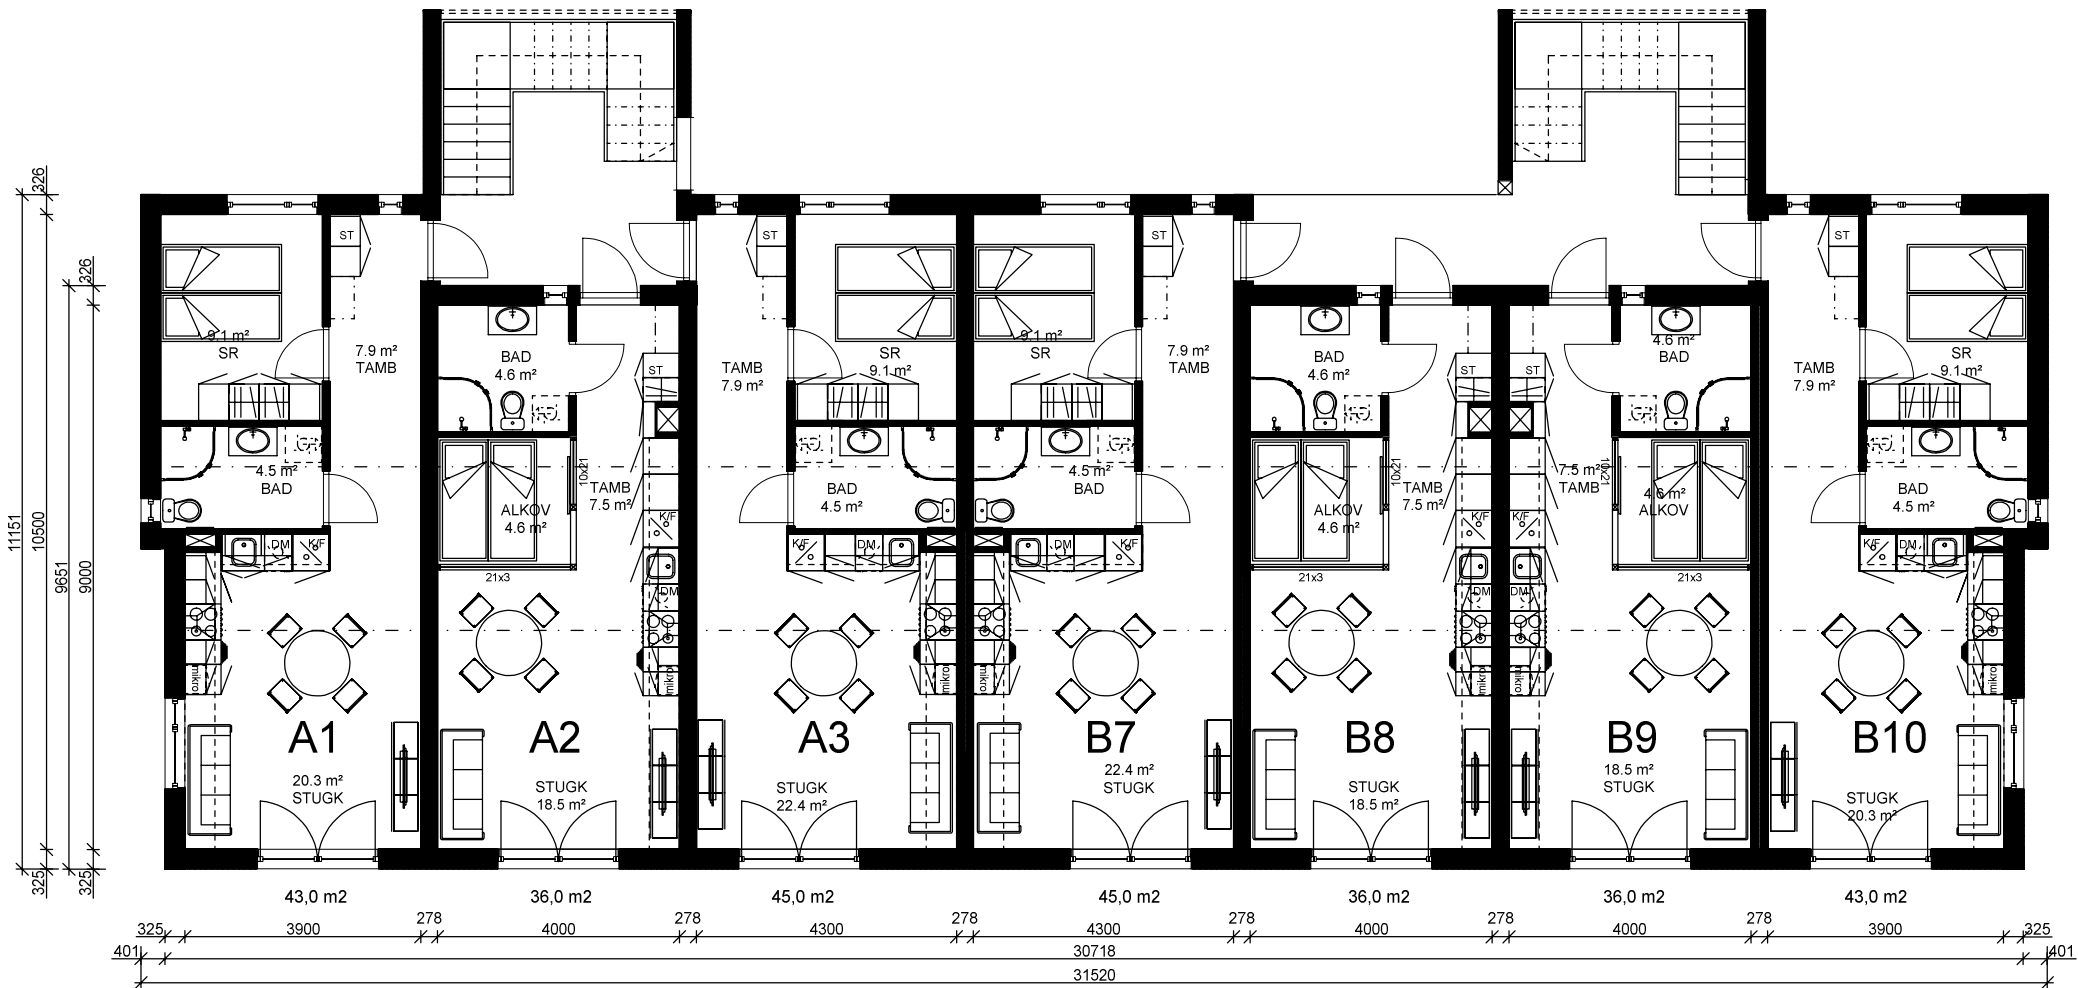 326
11151
10500
326
9651
9000
325
325
ST
9.1 m²
SR
7.9 m²
TAMB
4.5 m²
BAD
DM
K/F
mikro
A1
20.3 m²
STUGK
BAD
4.6 m²
ST
10x21
ALKOV
4.6 m²
TAMB
7.5 m²
K/F
21x3
DM
mikro
A2
STUGK
18.5 m²
ST
TAMB
7.9 m²
SR
9.1 m²
BAD
4.5 m²
K/F
DM
mikro
A3
STUGK
22.4 m²
ST
9.1 m²
SR
7.9 m²
TAMB
4.5 m²
BAD
DM
K/F
mikro
B7
22.4 m²
STUGK
BAD
4.6 m²
ST
10x21
ALKOV
4.6 m²
TAMB
7.5 m²
K/F
21x3
DM
mikro
B8
STUGK
18.5 m²
ST
4.6 m²
BAD
7.5 m²
TAMB
10x21
4.6 m²
ALKOV
K/F
21x3
DM
mikro
B9
18.5 m²
STUGK
ST
TAMB
7.9 m²
SR
9.1 m²
BAD
4.5 m²
K/F
DM
mikro
B10
STUGK
20.3 m²
43,0 m2
36,0 m2
45,0 m2
45,0 m2
36,0 m2
36,0 m2
43,0 m2
325 3900 278 4000 278 4300 278 4300 278 4000 278 4000 278 3900 325
401 30718 401
31520